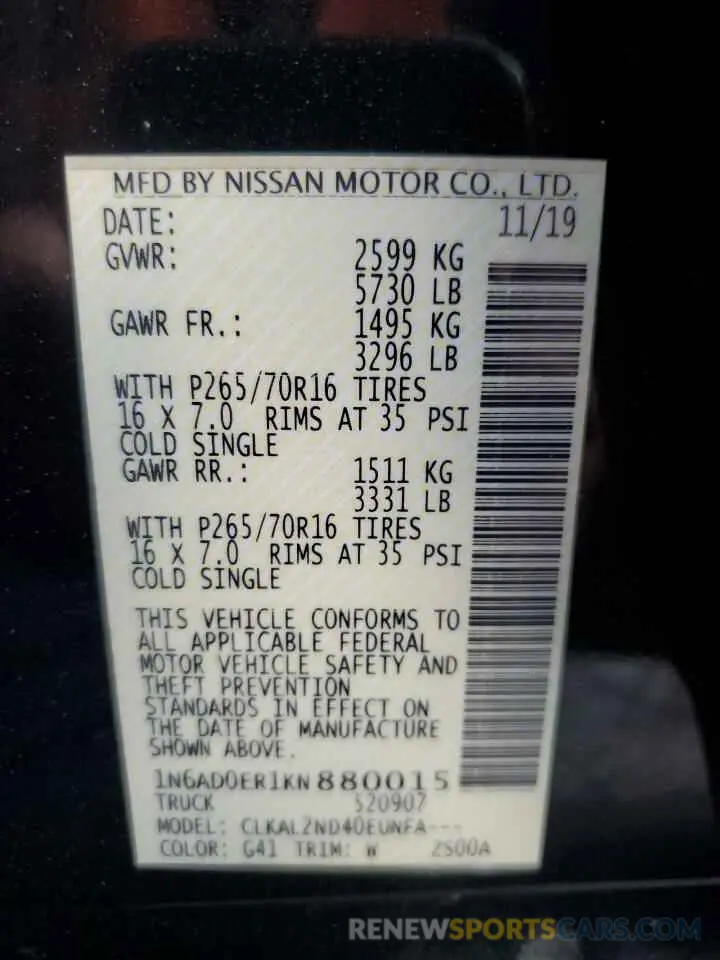 MFD BY NISSAN MOTOR CO., LTD.
DATE: 11/19
GVWR: 2599 KG
5730 LB
GAWR FR.: 1495 KG
3296 LB
WITH P265/70R16 TIRES
16 X 7.0 RIMS AT 35 PSI
COLD SINGLE
GAWR RR.: 1511 KG
3331 LB
WITH P265/70R16 TIRES
16 X 7.0 RIMS AT 35 PSI
COLD SINGLE
THIS VEHICLE CONFORMS TO
ALL APPLICABLE FEDERAL
MOTOR VEHICLE SAFETY AND
THEFT PREVENTION
STANDARDS IN EFFECT ON
THE DATE OF MANUFACTURE
SHOWN ABOVE.
1N6AD0ER1KN880015
TRUCK
MODEL:
COLOR: G41 TRIM: W
RENEWSPORTSCARS.COM